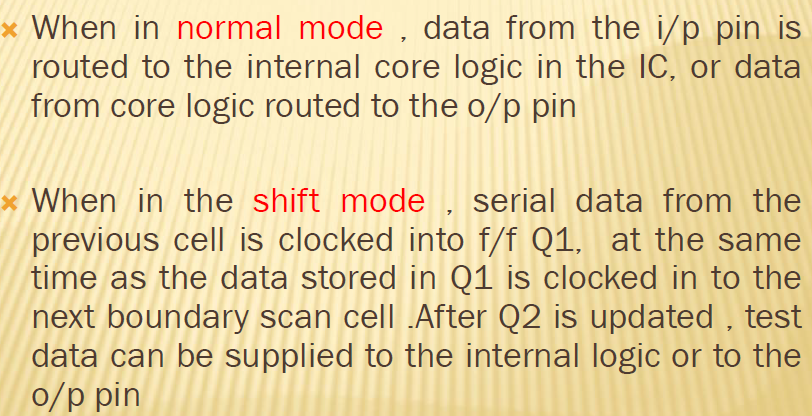 When in normal mode , data from the i/p pin is
routed to the internal core logic in the IC, or data
from core logic routed to the o/p pin
When in the shift mode , serial data from the
previous cell is clocked into f/f Q1, at the same
time as the data stored in Q1 is clocked in to the
next boundary scan cell .After Q2 is updated , test
data can be supplied to the internal logic or to the
o/p pin